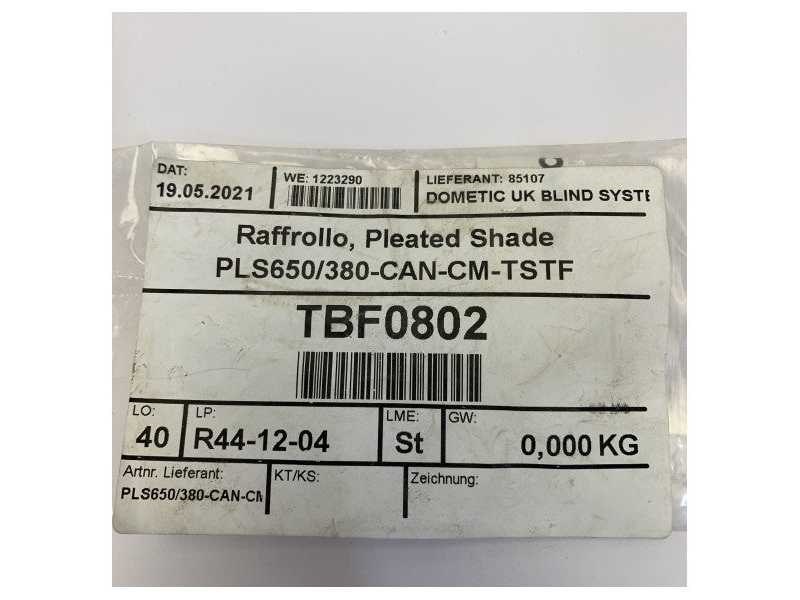 DAT:
19.05.2021
WE: 1223290
LIEFERANT: 85107
DOMETIC UK BLIND SYSTE
Raffrollo, Pleated Shade
PLS650/380-CAN-CM-TSTF
TBF0802
LO:
40
LP:
R44-12-04
LME:
St
GW:
0,000 KG
Artnr. Lieferant:
PLS650/380-CAN-CM
KT/KS:
Zeichnung: